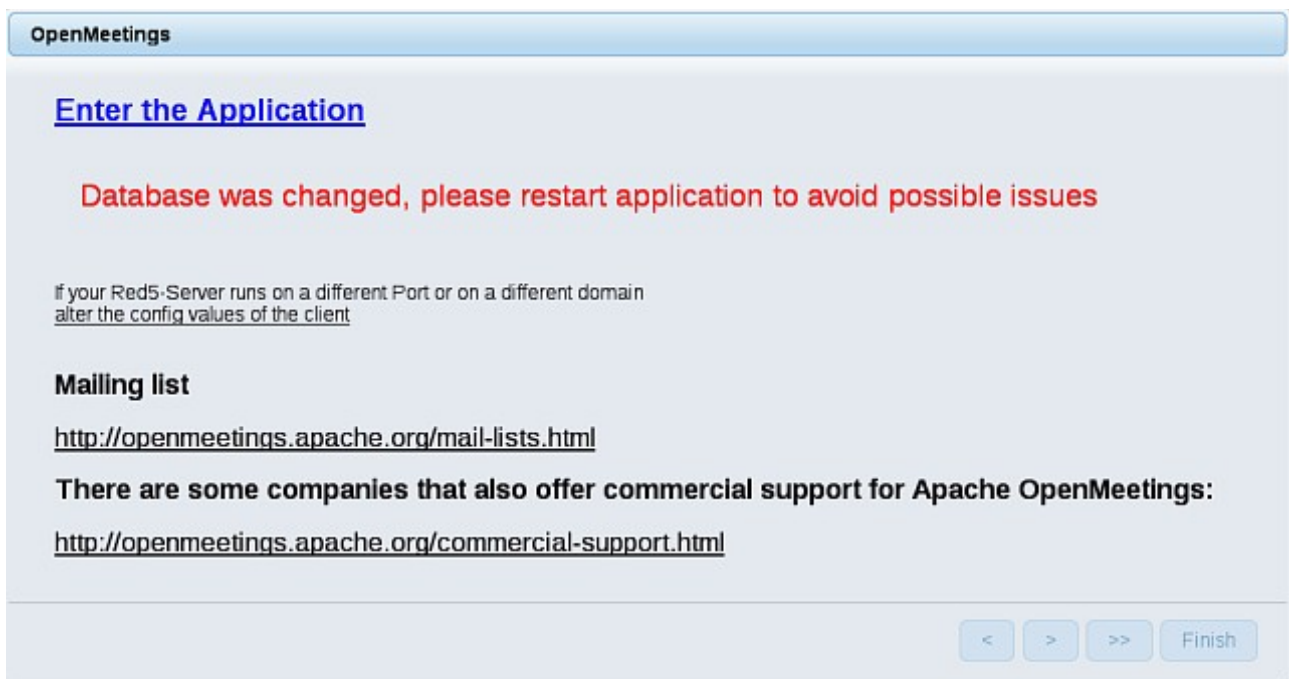 OpenMeetings
Enter the Application
Database was changed, please restart application to avoid possible issues
If your Red5-Server runs on a different Port or on a different domain
alter the config values of the client
Mailing list
http://openmeetings.apache.org/mail-lists.html
There are some companies that also offer commercial support for Apache OpenMeetings:
http://openmeetings.apache.org/commercial-support.html
< > >> Finish